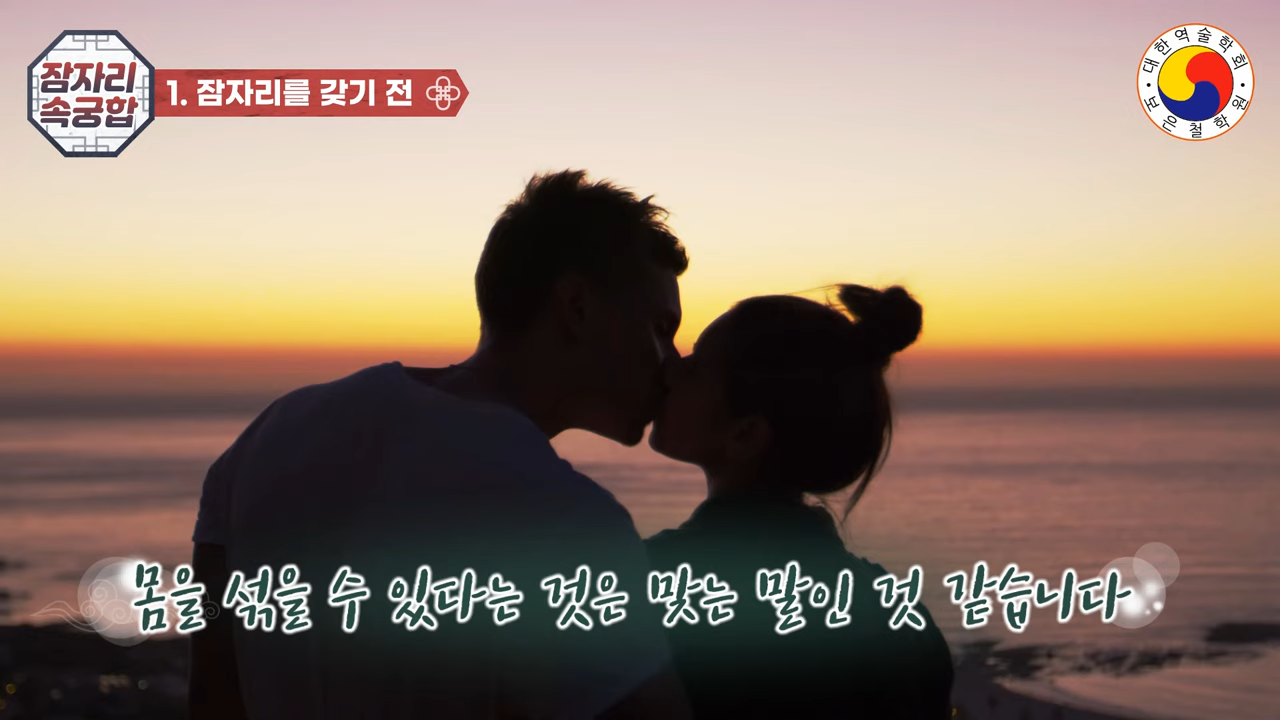 잠자리
속궁합
1. 잠자리를 갖기 전
대한역술학회
보은철학원
몸을 섞을 수 있다는 것은 맞는 말인 것 같습니다